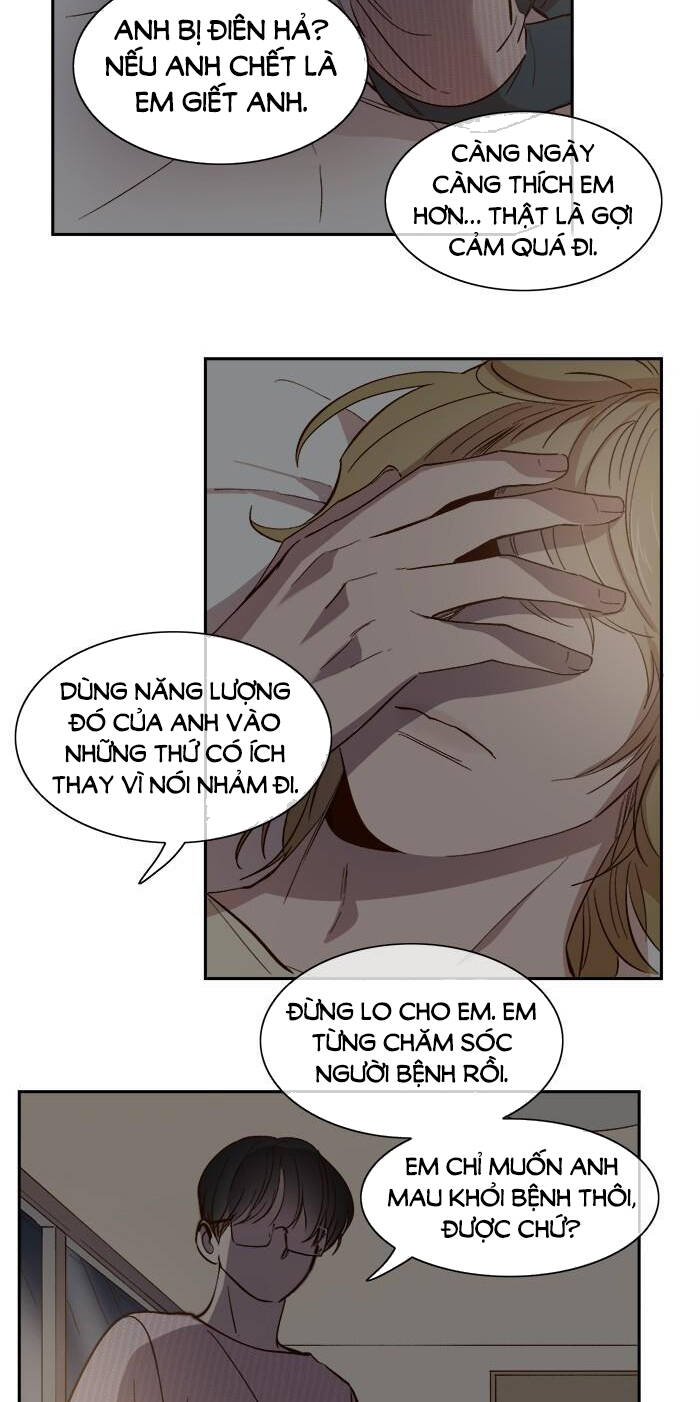 ANH BỊ ĐIÊN HẢ?
NẾU ANH CHẾT LÀ
EM GIẾT ANH.
CÀNG NGÀY
CÀNG THÍCH EM
HƠN... THẬT LÀ GỢI
CẢM QUÁ ĐI.
DÙNG NĂNG LƯỢNG
ĐÓ CỦA ANH VÀO
NHỮNG THỨ CÓ ÍCH
THAY VÌ NÓI NHẢM ĐI.
ĐỪNG LO CHO EM. EM
TỪNG CHĂM SÓC
NGƯỜI BỆNH RỒI.
EM CHỈ MUỐN ANH
MAU KHỎI BỆNH THÔI,
ĐƯỢC CHỨ?